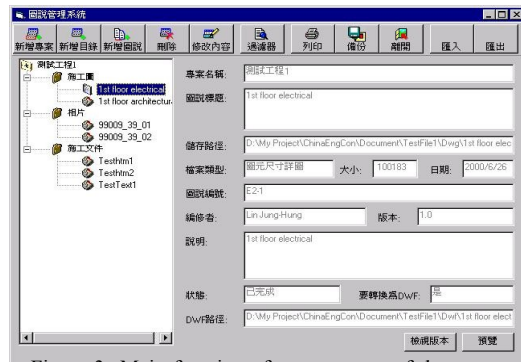 圖說管理系統
新增專案 新增目錄 新增圖說 刪除 修改內容 過濾器 列印 備份 離開 匯入 匯出
測試工程1
施工圖
1st floor electrical
1st floor architectur
相片
99009_39_01
99009_39_02
施工文件
Testhtm1
Testhtm2
TestText1
專案名稱: 測試工程1
圖說標題: 1st floor electrical
儲存路徑: D:\My Project\ChinaEngCon\Document\TestFile1\Dwg\1st floor elec
檔案類型: 圖元尺寸詳圖 大小: 100183 日期: 2000/6/26
圖說編號: E2-1
編修者: Lin Jung-Hung 版本: 1.0
說明: 1st floor electrical
狀態: 已完成 要轉換為DWF: 是
DWF路徑: D:\My Project\ChinaEngCon\Document\TestFile1\Dwf\1st floor elect
檢視版本 預覽